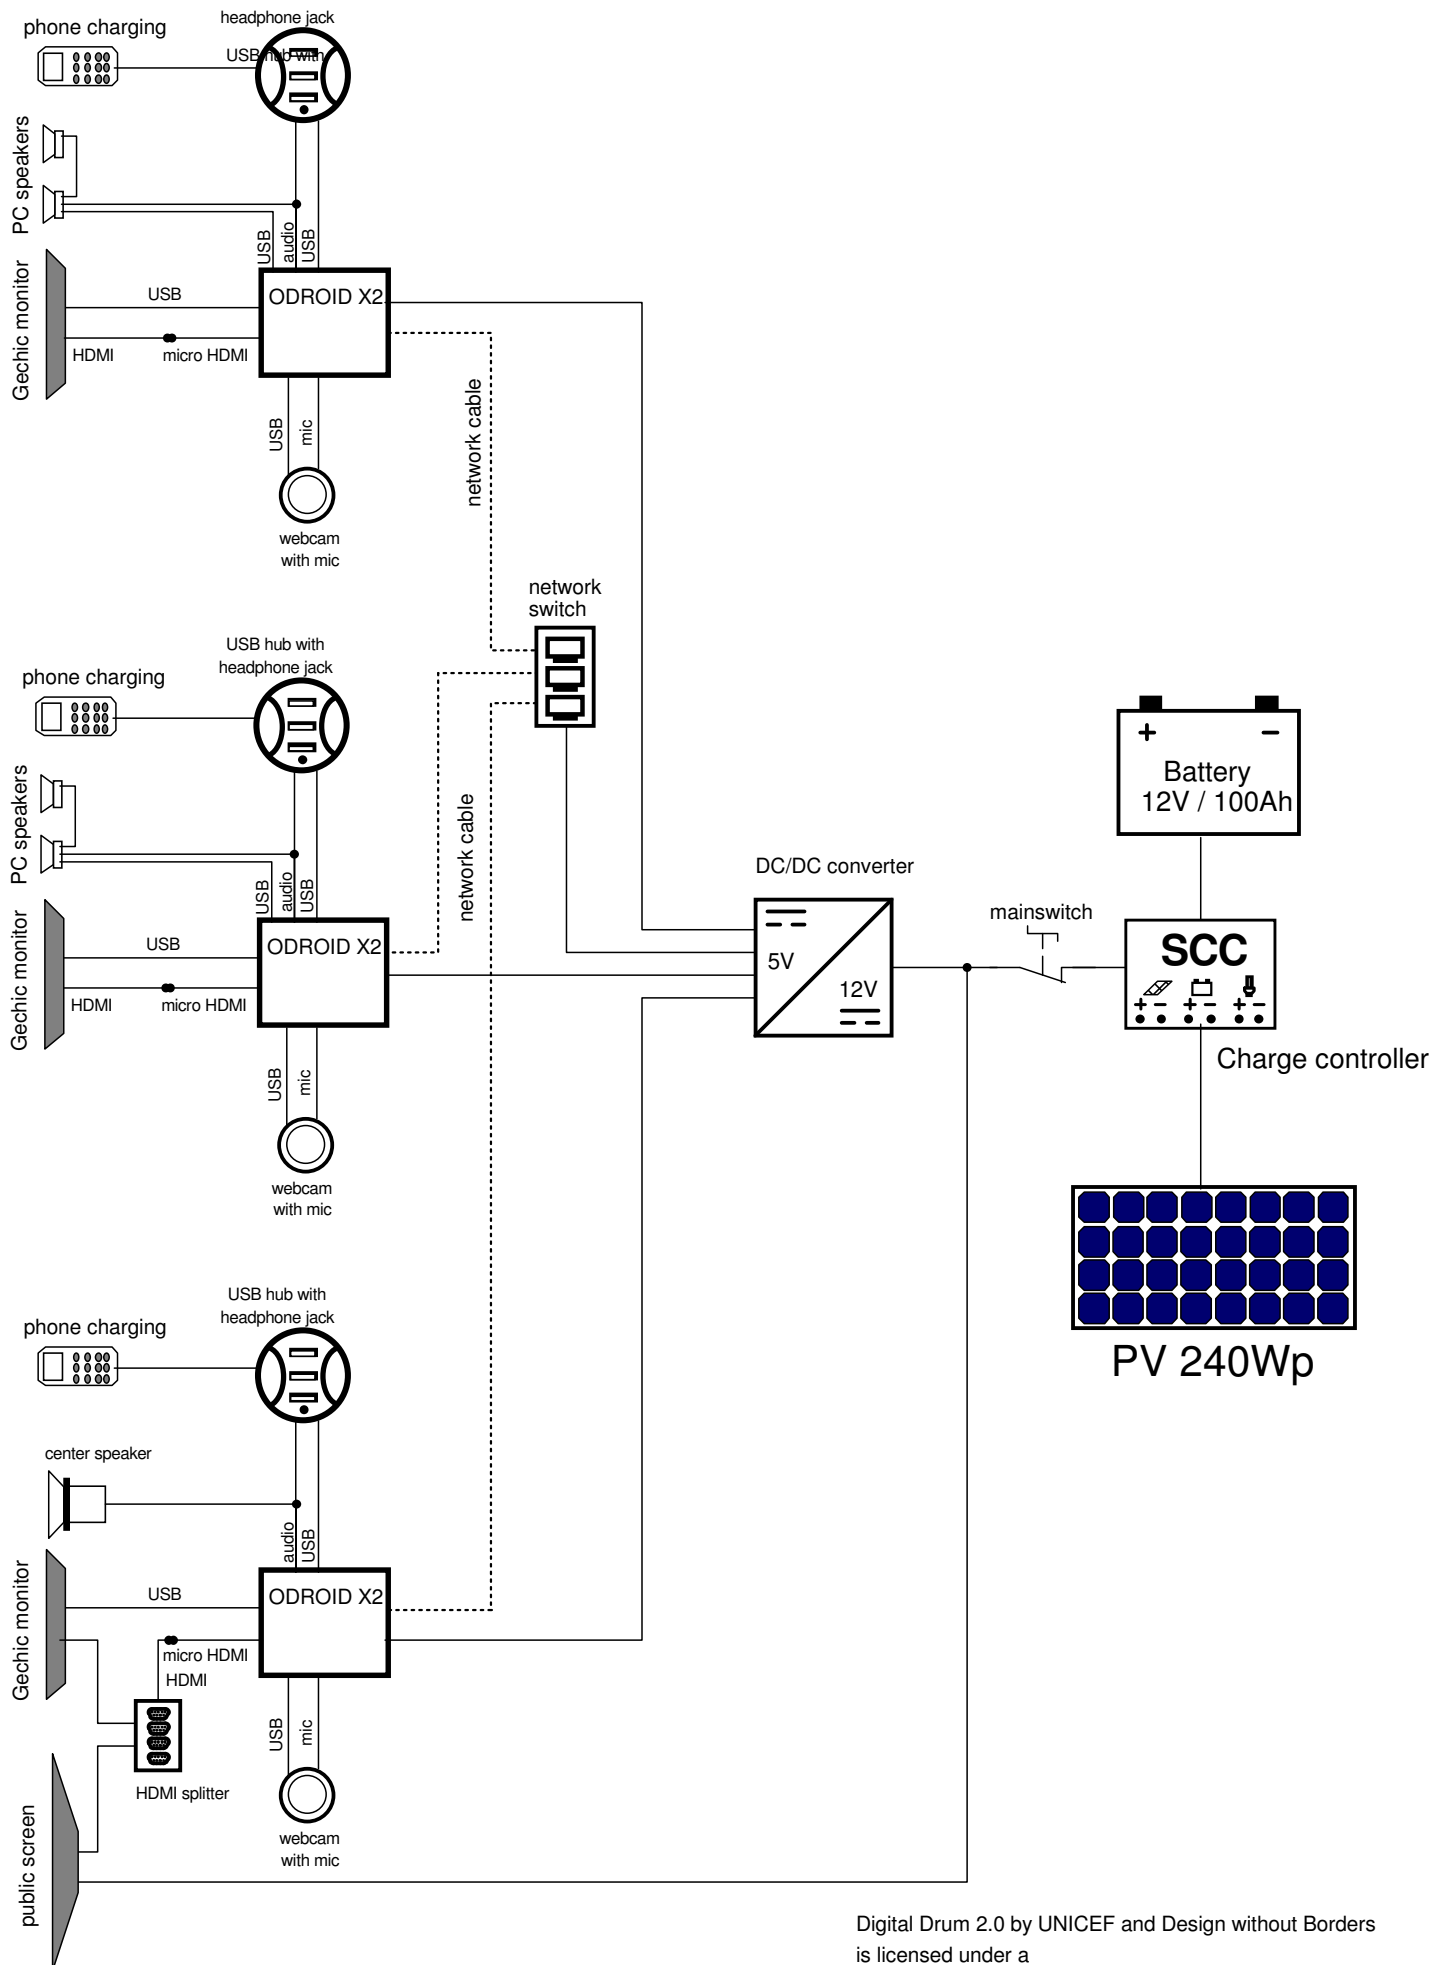 phone charging
headphone jack
USB hub with
PC speakers
USB
audio
USB
Gechic monitor
USB
ODROID X2
HDMI
micro HDMI
USB
mic
network cable
webcam
with mic
network
switch
USB hub with
headphone jack
phone charging
PC speakers
USB
audio
USB
network cable
Gechic monitor
USB
ODROID X2
HDMI
micro HDMI
USB
mic
webcam
with mic
+ -
Battery
12V / 100Ah
DC/DC converter
5V
12V
mainswitch
SCC
+ - + - + -
Charge controller
PV 240Wp
USB hub with
headphone jack
phone charging
center speaker
audio
USB
Gechic monitor
USB
ODROID X2
micro HDMI
HDMI
USB
mic
HDMI splitter
webcam
with mic
public screen
Digital Drum 2.0 by UNICEF and Design without Borders
is licensed under a